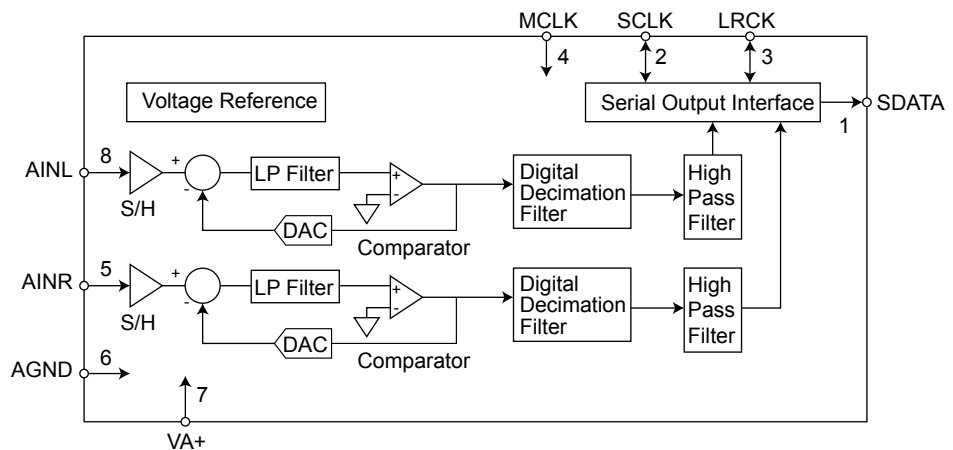 MCLK SCLK LRCK
4 2 3
Voltage Reference
Serial Output Interface
SDATA
1
AINL
8
+
-
S/H
LP Filter
+
-
DAC
Comparator
Digital
Decimation
Filter
High
Pass
Filter
AINR
5
+
-
S/H
LP Filter
+
-
DAC
Comparator
Digital
Decimation
Filter
High
Pass
Filter
AGND
6
7
VA+